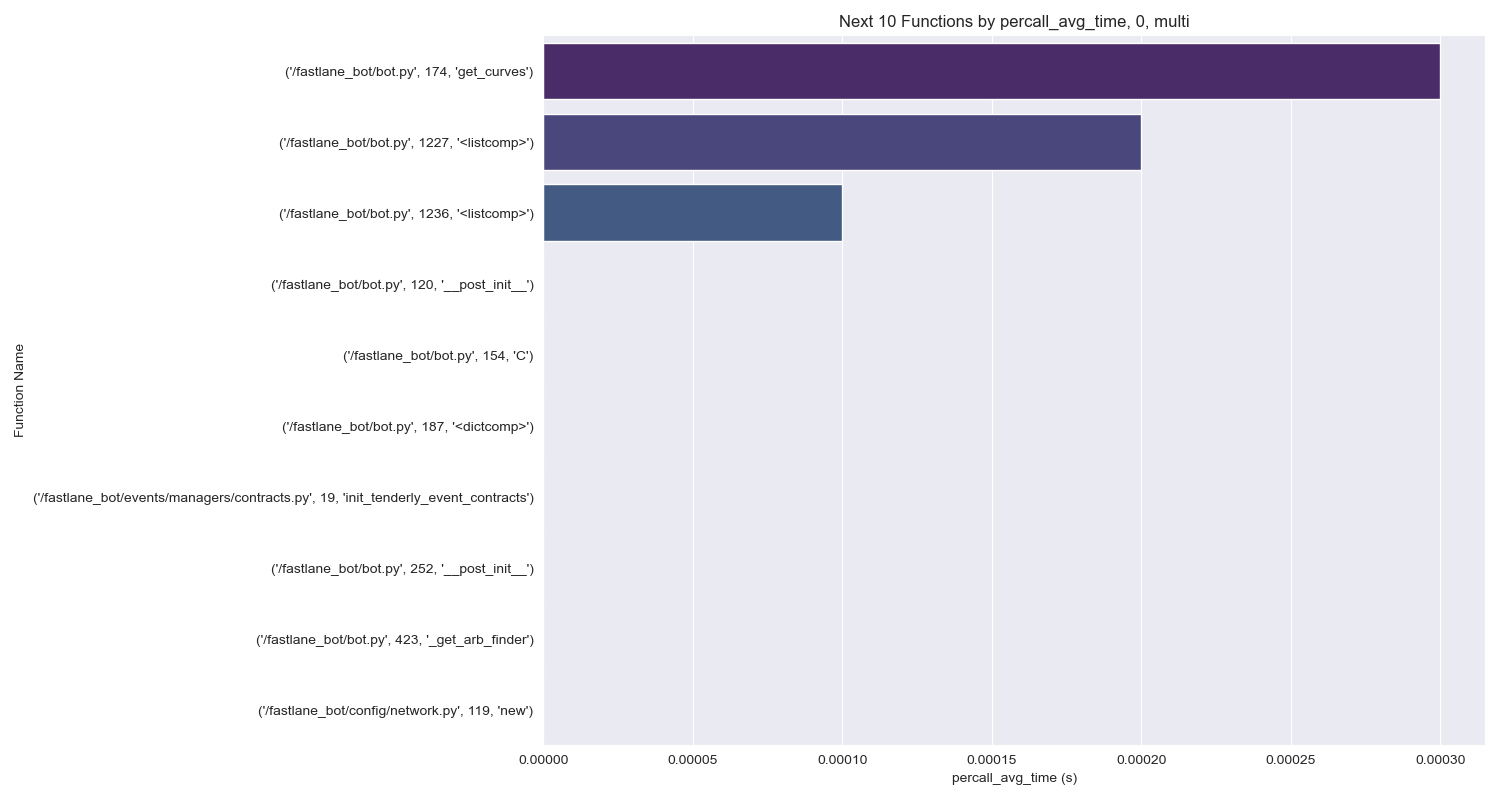 Next 10 Functions by percall_avg_time, 0, multi
('/fastlane_bot/bot.py', 174, 'get_curves')
('/fastlane_bot/bot.py', 1227, '<listcomp>')
('/fastlane_bot/bot.py', 1236, '<listcomp>')
('/fastlane_bot/bot.py', 120, '__post_init__')
('/fastlane_bot/bot.py', 154, 'C')
('/fastlane_bot/bot.py', 187, '<dictcomp>')
('/fastlane_bot/events/managers/contracts.py', 19, 'init_tenderly_event_contracts')
('/fastlane_bot/bot.py', 252, '__post_init__')
('/fastlane_bot/bot.py', 423, '_get_arb_finder')
('/fastlane_bot/config/network.py', 119, 'new')
Function Name
0.00000 0.00005 0.00010 0.00015 0.00020 0.00025 0.00030
percall_avg_time (s)